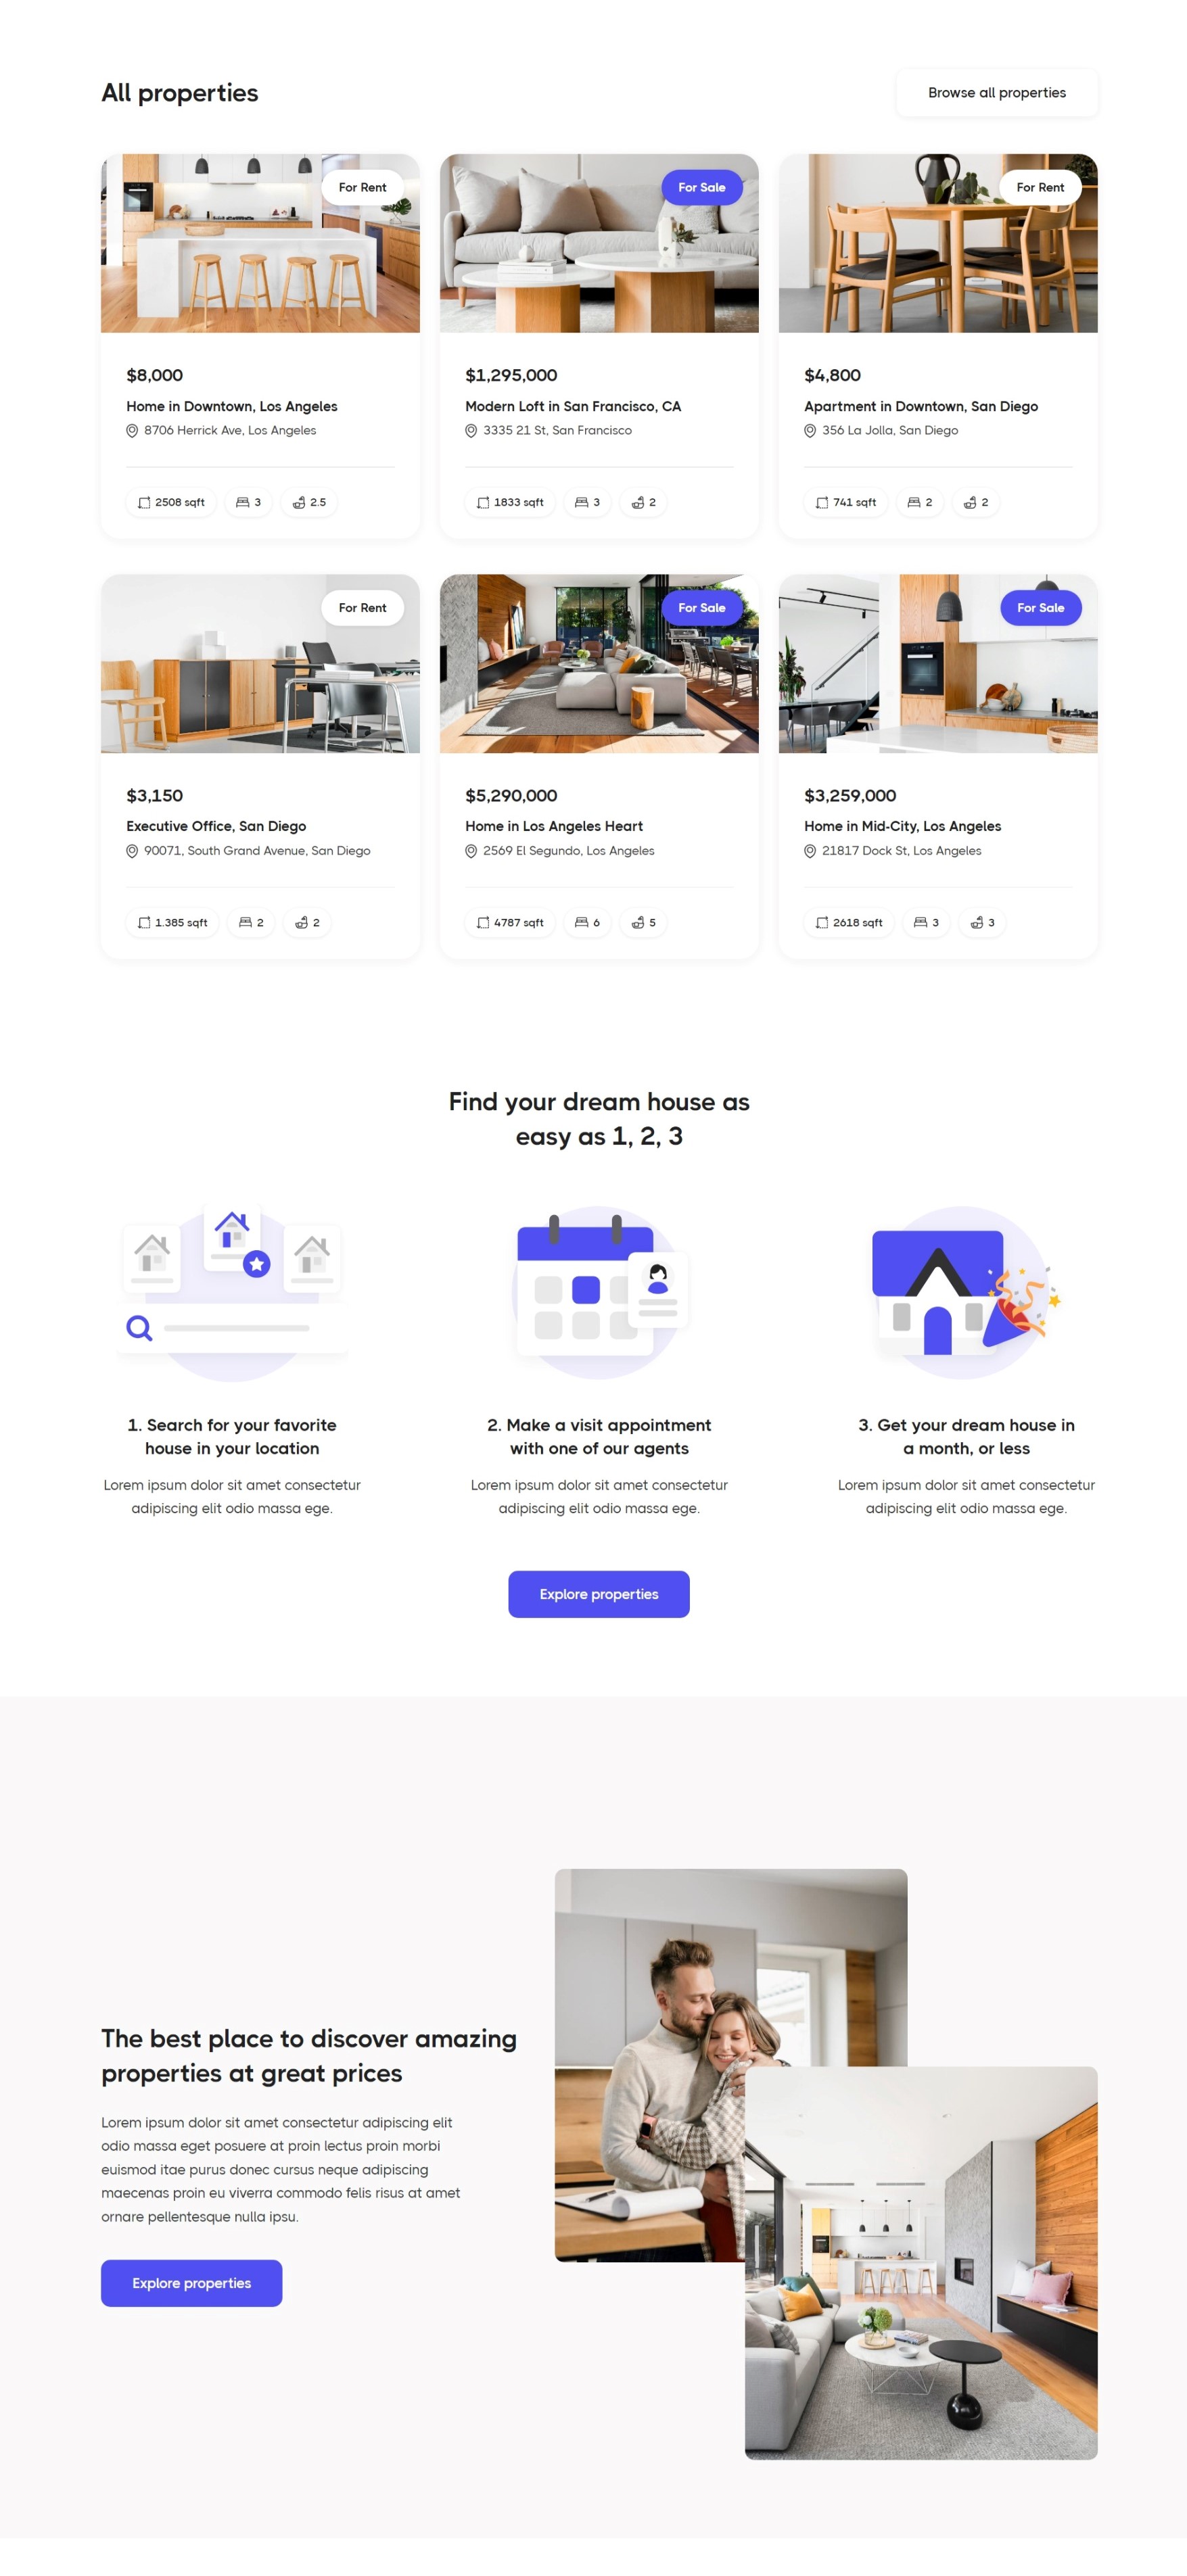 All properties
Browse all properties
For Rent
For Sale
For Rent
$8,000
Home in Downtown, Los Angeles
8706 Herrick Ave, Los Angeles
2508 sqft 3 2.5
$1,295,000
Modern Loft in San Francisco, CA
3335 21 St, San Francisco
1833 sqft 3 2
$4,800
Apartment in Downtown, San Diego
356 La Jolla, San Diego
741 sqft 2 2
For Rent
For Sale
For Sale
$3,150
Executive Office, San Diego
90071, South Grand Avenue, San Diego
1.385 sqft 2 2
$5,290,000
Home in Los Angeles Heart
2569 El Segundo, Los Angeles
4787 sqft 6 5
$3,259,000
Home in Mid-City, Los Angeles
21817 Dock St, Los Angeles
2618 sqft 3 3
Find your dream house as
easy as 1, 2, 3
1. Search for your favorite
house in your location
Lorem ipsum dolor sit amet consectetur
adipiscing elit odio massa ege.
2. Make a visit appointment
with one of our agents
Lorem ipsum dolor sit amet consectetur
adipiscing elit odio massa ege.
3. Get your dream house in
a month, or less
Lorem ipsum dolor sit amet consectetur
adipiscing elit odio massa ege.
Explore properties
The best place to discover amazing
properties at great prices
Lorem ipsum dolor sit amet consectetur adipiscing elit
odio massa eget posuere at proin lectus proin morbi
euismod itae purus donec cursus neque adipiscing
maecenas proin eu viverra commodo felis risus at amet
ornare pellentesque nulla ipsu.
Explore properties